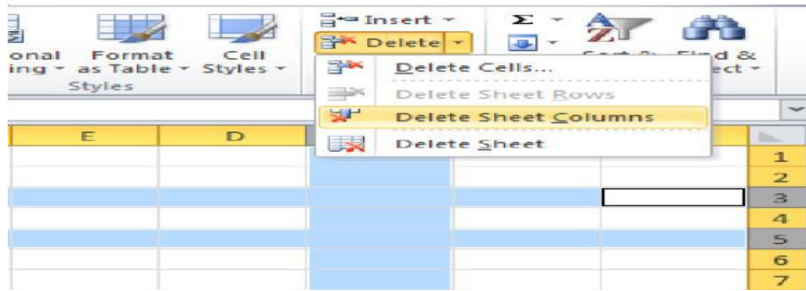 Insert
Delete
Σ
A
Z
onal
ing
Format
as Table
Cell
Styles
Styles
Delete Cells...
Delete Sheet Rows
Delete Sheet Columns
Delete Sheet
E
D
1
2
3
4
5
6
7